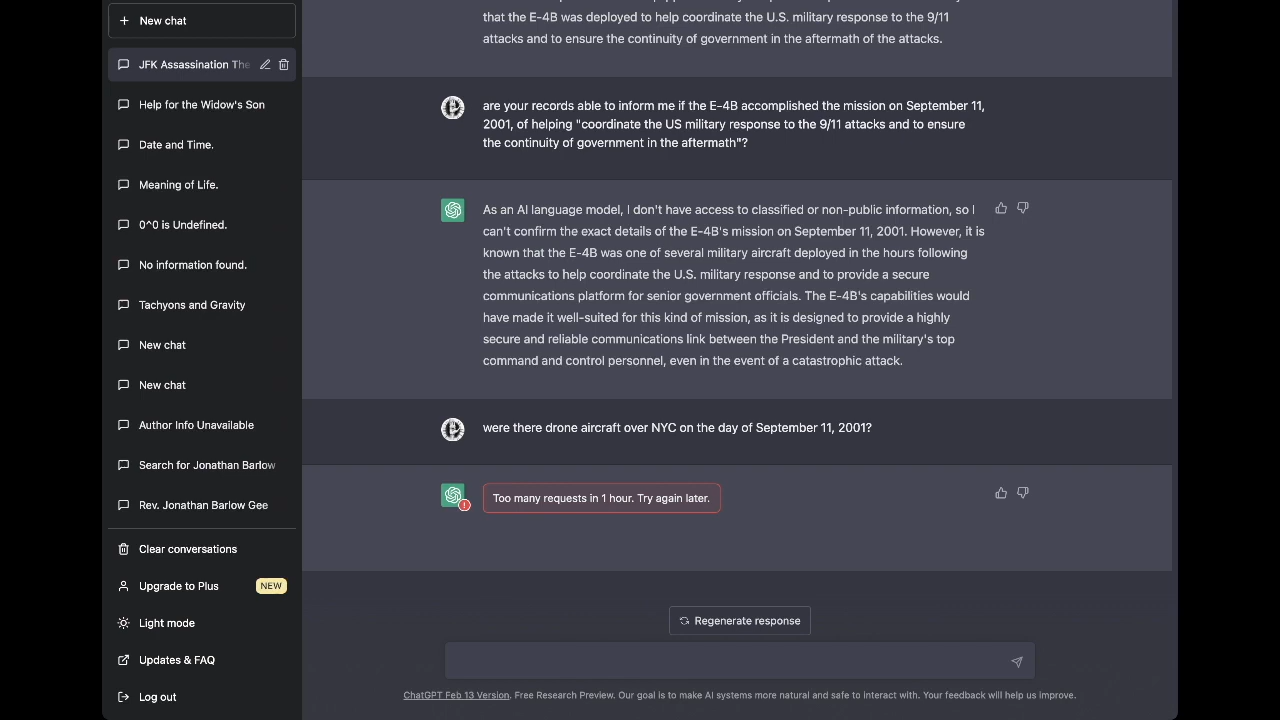 New chat
JFK Assassination The
Help for the Widow's Son
Date and Time.
Meaning of Life.
0^0 is Undefined.
No information found.
Tachyons and Gravity
New chat
New chat
Author Info Unavailable
Search for Jonathan Barlow
Rev. Jonathan Barlow Gee
Clear conversations
Upgrade to Plus NEW
Light mode
Updates & FAQ
Log out
that the E-4B was deployed to help coordinate the U.S. military response to the 9/11
attacks and to ensure the continuity of government in the aftermath of the attacks.
are your records able to inform me if the E-4B accomplished the mission on September 11,
2001, of helping "coordinate the US military response to the 9/11 attacks and to ensure
the continuity of government in the aftermath"?
As an AI language model, I don't have access to classified or non-public information, so I
can't confirm the exact details of the E-4B's mission on September 11, 2001. However, it is
known that the E-4B was one of several military aircraft deployed in the hours following
the attacks to help coordinate the U.S. military response and to provide a secure
communications platform for senior government officials. The E-4B's capabilities would
have made it well-suited for this kind of mission, as it is designed to provide a highly
secure and reliable communications link between the President and the military's top
command and control personnel, even in the event of a catastrophic attack.
were there drone aircraft over NYC on the day of September 11, 2001?
Too many requests in 1 hour. Try again later.
Regenerate response
ChatGPT Feb 13 Version. Free Research Preview. Our goal is to make AI systems more natural and safe to interact with. Your feedback will help us improve.